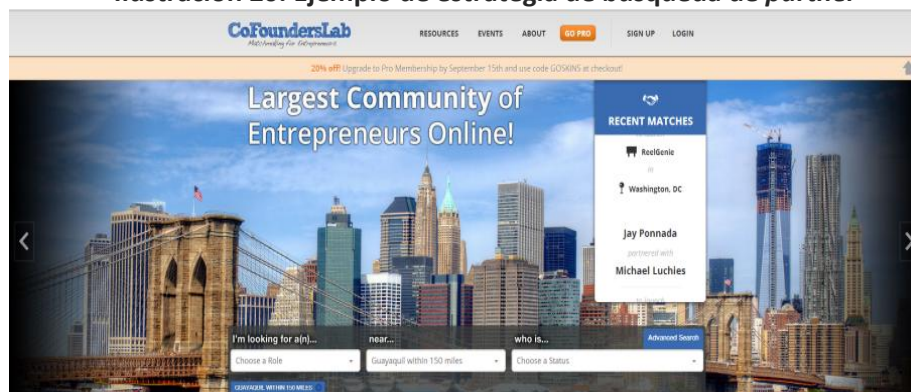 Ilustración 20: Ejemplo de estrategia de búsqueda de partner
CoFoundersLab
Matchmaking for Entrepreneurs
RESOURCES EVENTS ABOUT GO PRO SIGN UP LOGIN
20% off! Upgrade to Pro Membership by September 15th and use code GOSKINS at checkout!
Largest Community of
Entrepreneurs Online!
RECENT MATCHES
ReelGenie
in
Washington, DC
Jay Ponnada
partnered with
Michael Luchies
to launch
I'm looking for a(n)... near... who is... Advanced Search
Choose a Role Guayaquil within 150 miles Choose a Status
GUAYAQUIL WITHIN 150 MILES